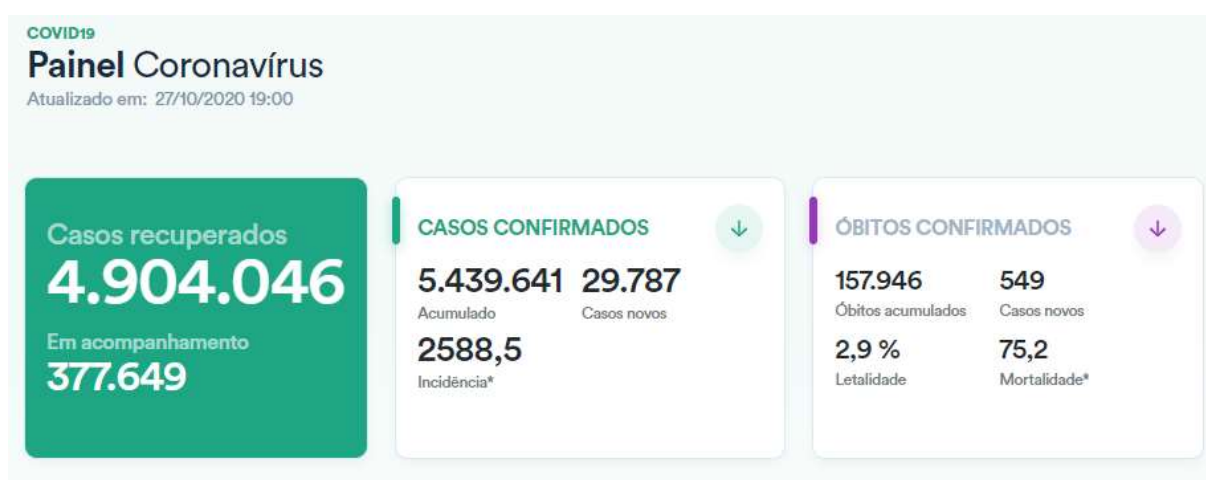 COVID19
Painel Coronavírus
Atualizado em: 27/10/2020 19:00
Casos recuperados
4.904.046
Em acompanhamento
377.649
CASOS CONFIRMADOS
5.439.641 29.787
Acumulado Casos novos
2588,5
Incidência*
ÓBITOS CONFIRMADOS
157.946 549
Óbitos acumulados Casos novos
2,9 % 75,2
Letalidade Mortalidade*